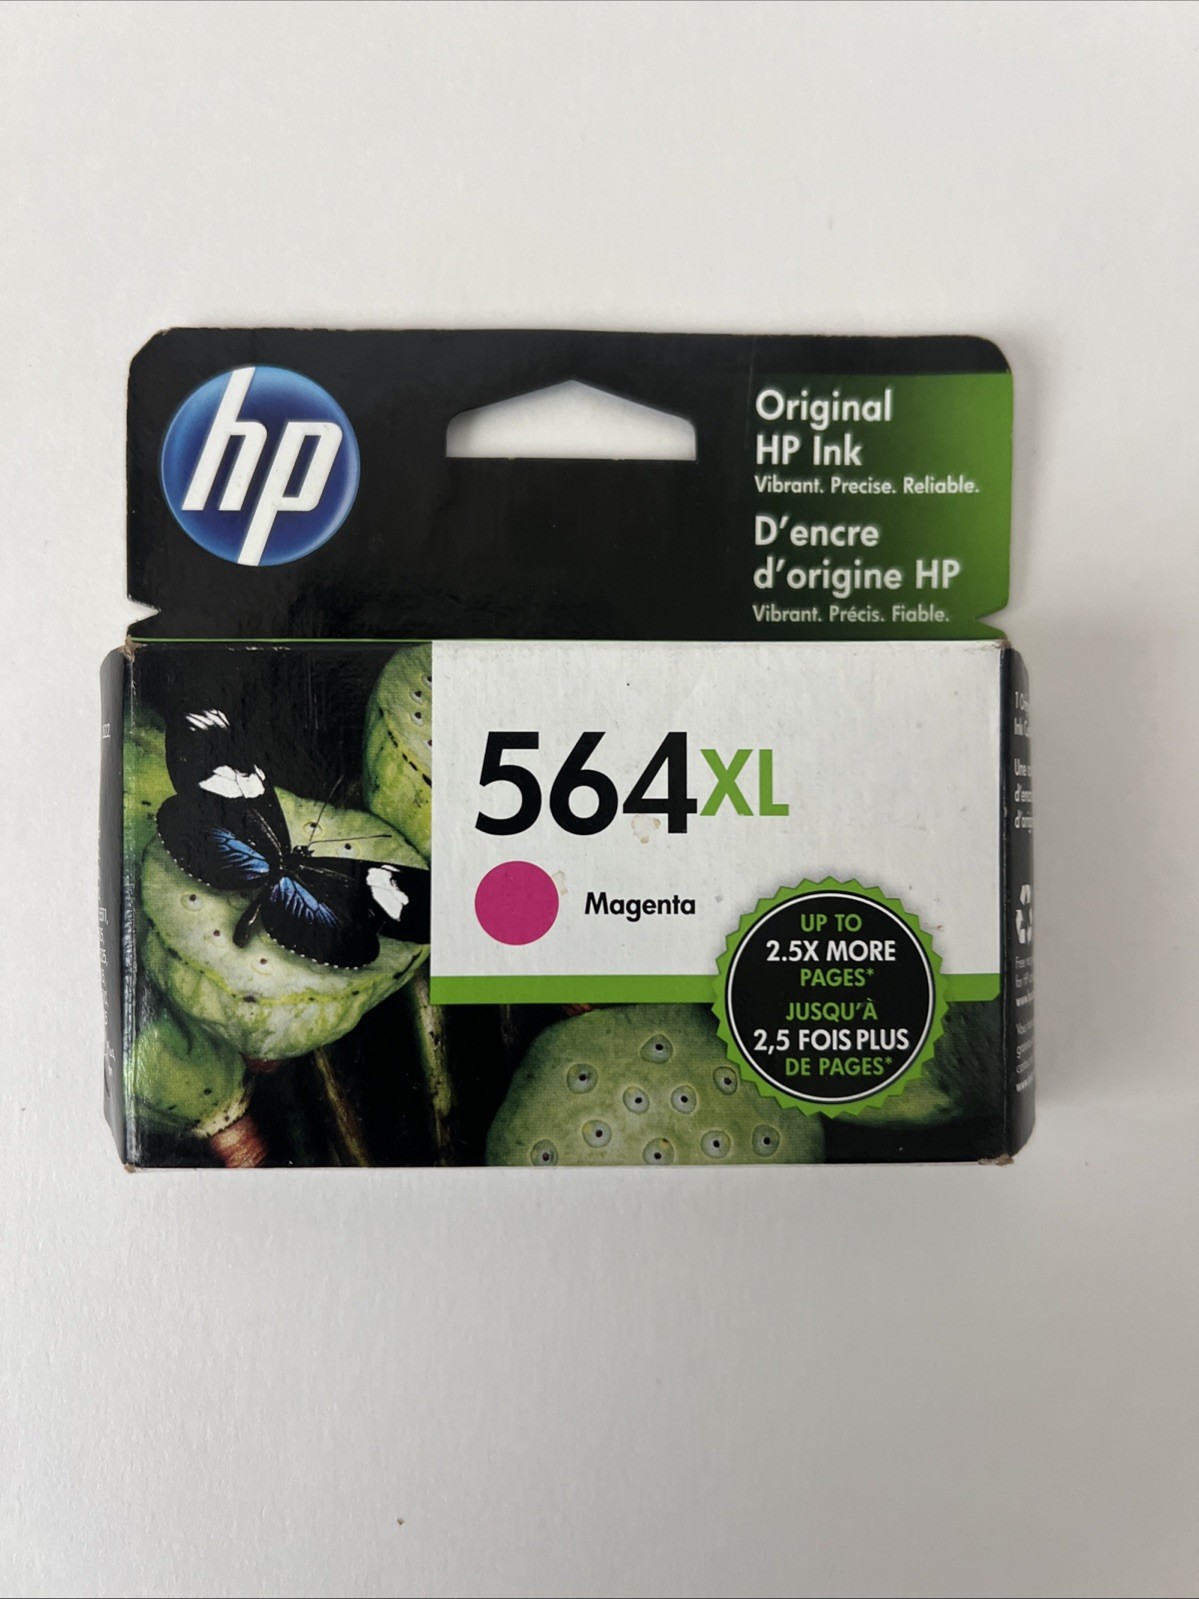 hp
Original
HP Ink
Vibrant. Precise. Reliable.
D'encre
d'origine HP
Vibrant. Précis. Fiable.
564XL
Magenta
UP TO
2.5X MORE
PAGES*
JUSQU'À
2,5 FOIS PLUS
DE PAGES*
Une